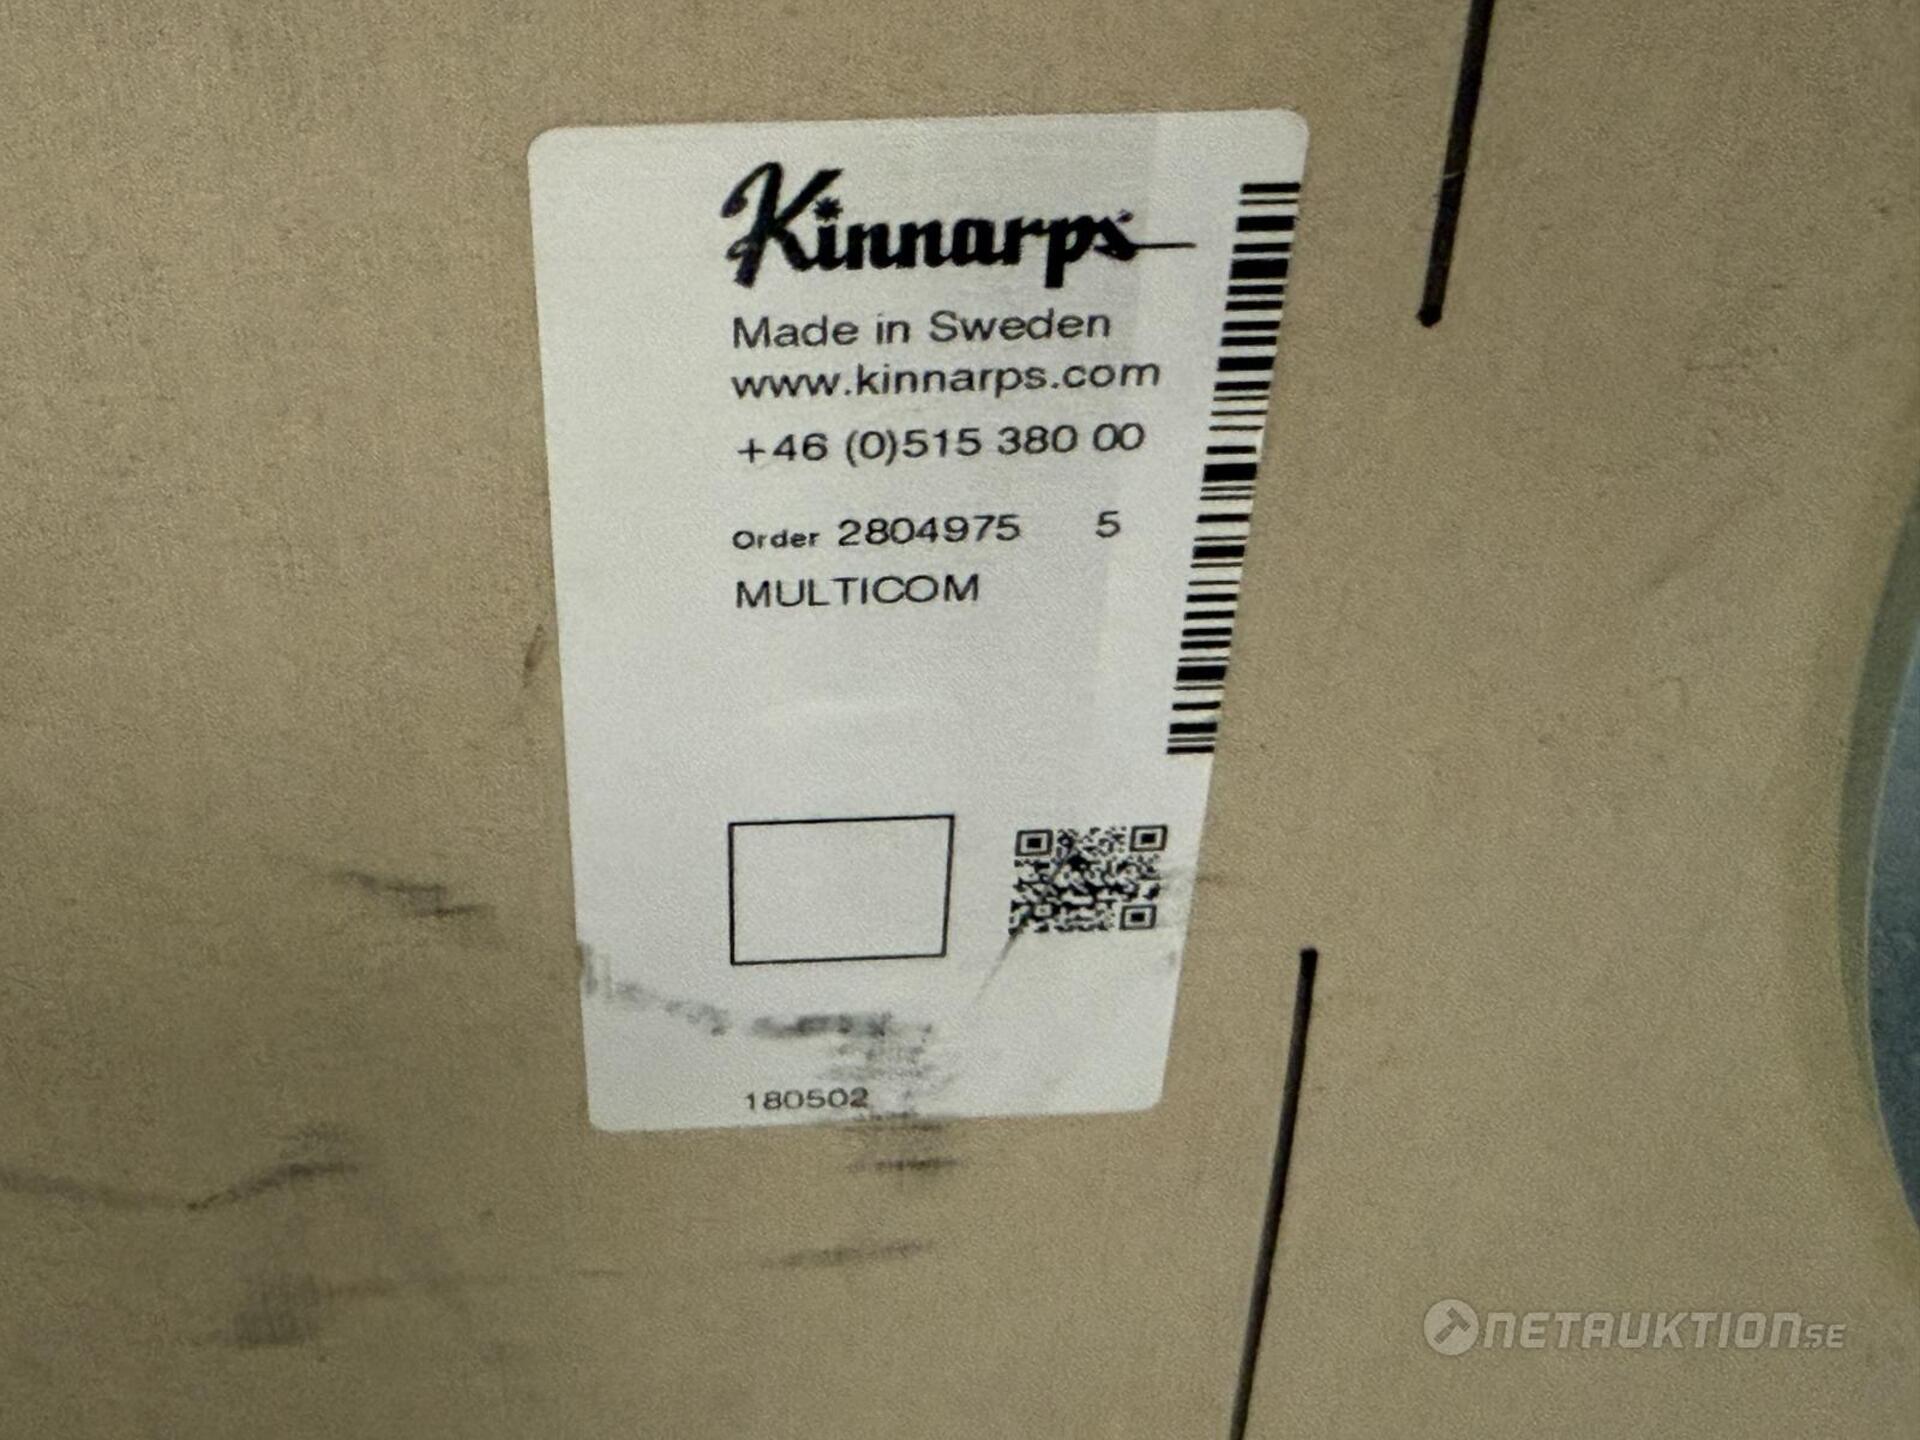 Kinnarps
Made in Sweden
www.kinnarps.com
+46 (0)515 380 00
Order 2804975 5
MULTICOM
180502
NETAUKTION.SE